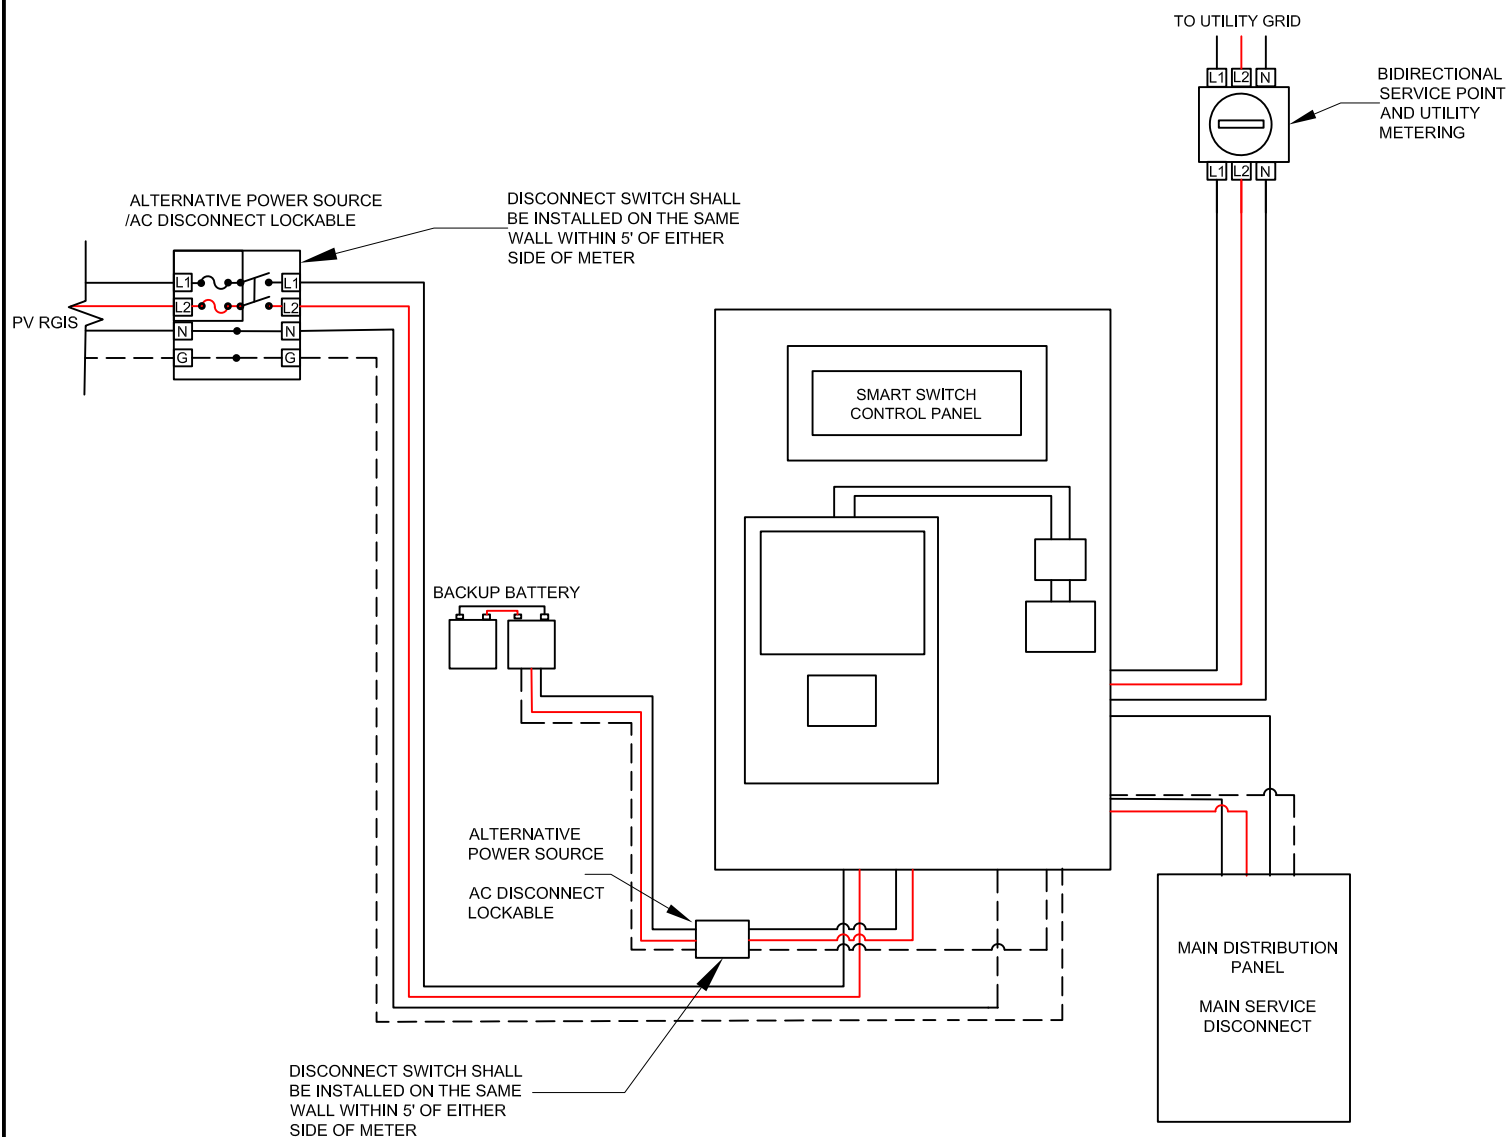 TO UTILITY GRID
L1 L2 N
BIDIRECTIONAL
SERVICE POINT
AND UTILITY
METERING
L1 L2 N
ALTERNATIVE POWER SOURCE
/AC DISCONNECT LOCKABLE
DISCONNECT SWITCH SHALL
BE INSTALLED ON THE SAME
WALL WITHIN 5' OF EITHER
SIDE OF METER
L1 L1
L2 L2
PV RGIS
N N
G G
SMART SWITCH
CONTROL PANEL
BACKUP BATTERY
ALTERNATIVE
POWER SOURCE
AC DISCONNECT
LOCKABLE
MAIN DISTRIBUTION
PANEL
MAIN SERVICE
DISCONNECT
DISCONNECT SWITCH SHALL
BE INSTALLED ON THE SAME
WALL WITHIN 5' OF EITHER
SIDE OF METER